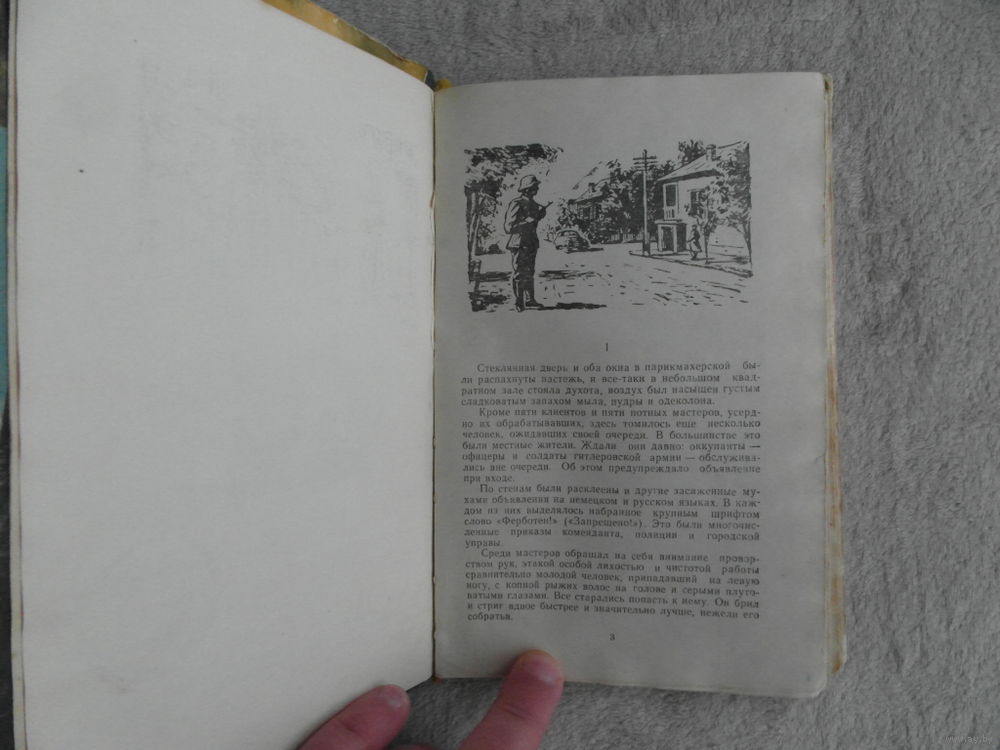 1
Стеклянная дверь и оба окна в парикмахерской бы-
ли распахнуты настежь, и все-таки в небольшом квад-
ратном зале стояла духота, воздух был насыщен густым
сладковатым запахом мыла, пудры и одеколона.
Кроме пяти клиентов и пяти потных мастеров, усерд-
но их обрабатывавших, здесь томилось еще несколько
человек, ожидавших своей очереди. В большинстве это
были местные жители. Ждали они давно: оккупанты —
офицеры и солдаты гитлеровской армии — обслужива-
лись вне очереди. Об этом предупреждало объявление
при входе.
По стенам были расклеены и другие засиженные му-
хами объявления на немецком и русском языках. В каж-
дом из них выделялось набранное крупным шрифтом
слово «Ферботен!» («Запрещено!»). Это были многочис-
ленные приказы коменданта, полиции и городской
управы.
Среди мастеров обращал на себя внимание провор-
ством рук, этакой особой лихостью и чистотой работы
сравнительно молодой человек, припадавший на левую
ногу, с копной рыжих волос на голове и серыми плуто-
ватыми глазами. Все старались попасть к нему. Он брил
и стриг вдвое быстрее и значительно лучше, нежели его
собратья.
3